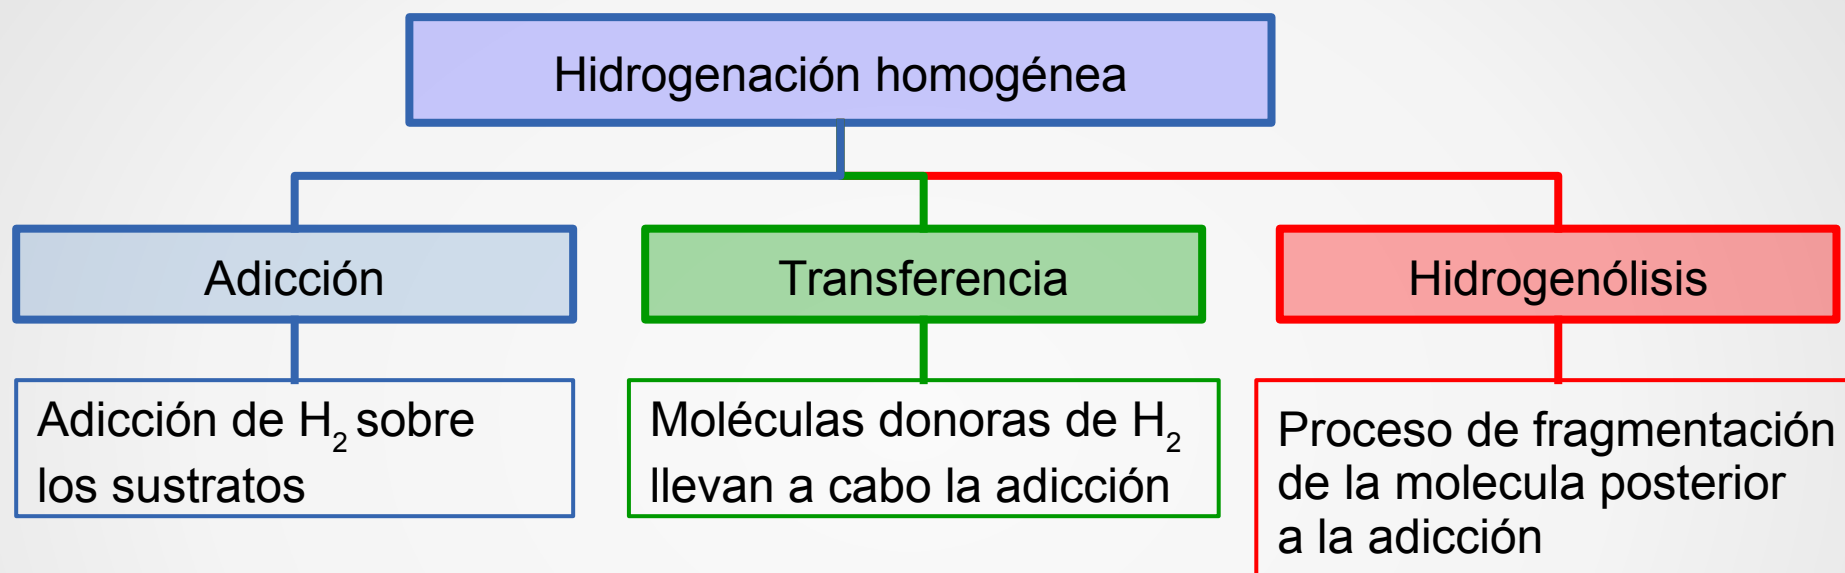 Hidrogenación homogénea
Adicción
Transferencia
Hidrogenólisis
Adicción de H₂ sobre
los sustratos
Moléculas donoras de H₂
llevan a cabo la adicción
Proceso de fragmentación
de la molecula posterior
a la adicción